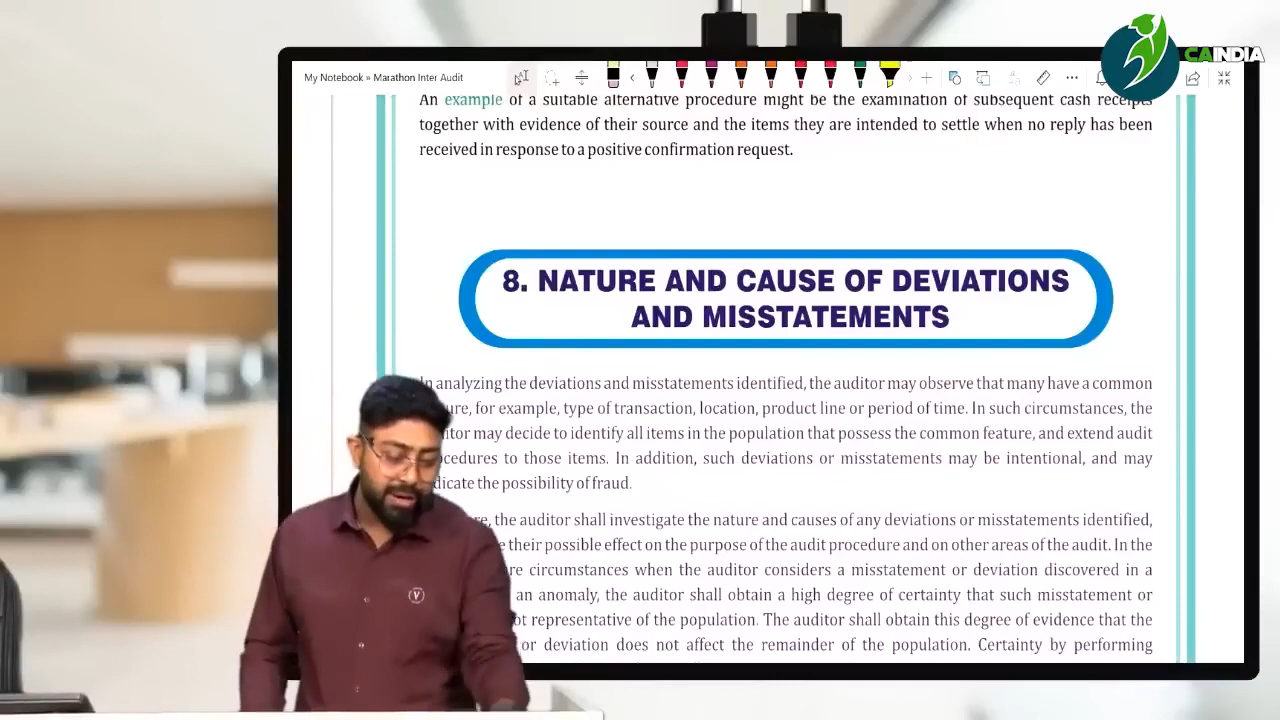 CAINDIA
My Notebook » Marathon Inter Audit
An example of a suitable alternative procedure might be the examination of subsequent cash receipts
together with evidence of their source and the items they are intended to settle when no reply has been
received in response to a positive confirmation request.
8. NATURE AND CAUSE OF DEVIATIONS
AND MISSTATEMENTS
In analyzing the deviations and misstatements identified, the auditor may observe that many have a common
for example, type of transaction, location, product line or period of time. In such circumstances, the
may decide to identify all items in the population that possess the common feature, and extend audit
to those items. In addition, such deviations or misstatements may be intentional, and may
the possibility of fraud.
the auditor shall investigate the nature and causes of any deviations or misstatements identified,
their possible effect on the purpose of the audit procedure and on other areas of the audit. In the
circumstances when the auditor considers a misstatement or deviation discovered in a
an anomaly, the auditor shall obtain a high degree of certainty that such misstatement or
representative of the population. The auditor shall obtain this degree of evidence that the
or deviation does not affect the remainder of the population. Certainty by performing
V